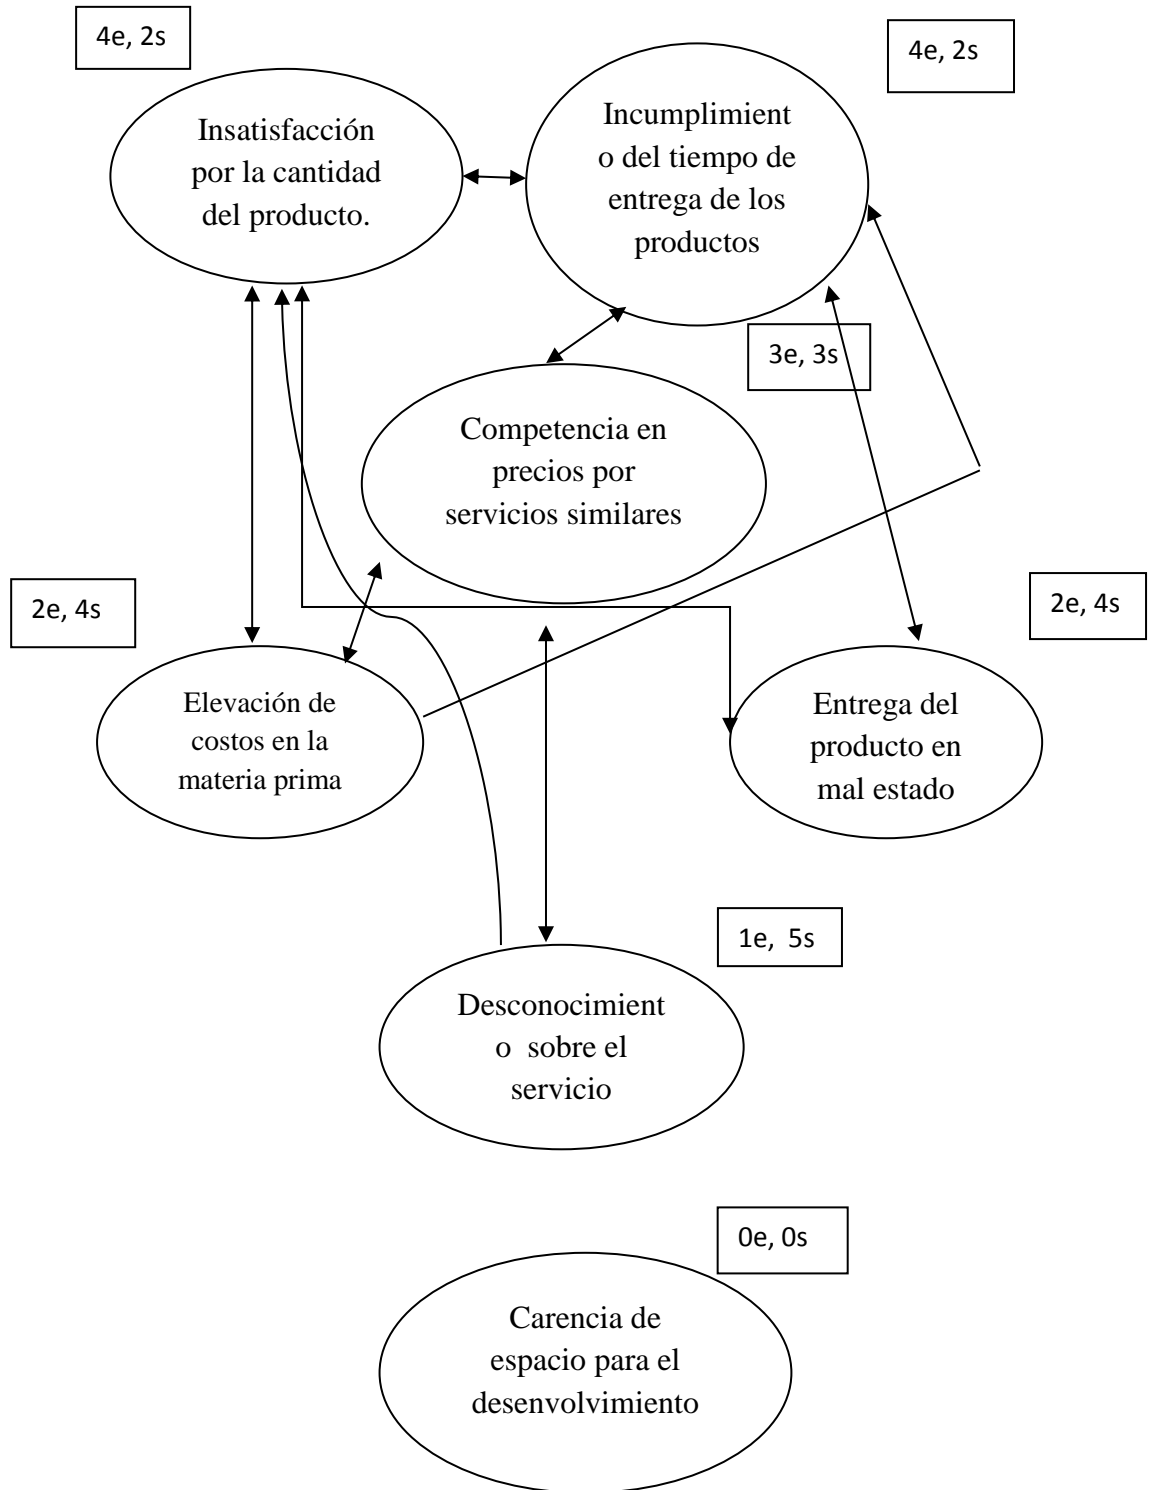 4e, 2s
4e, 2s
Insatisfacción
por la cantidad
del producto.
Incumplimient
o del tiempo de
entrega de los
productos
3e, 3s
Competencia en
precios por
servicios similares
2e, 4s
2e, 4s
Elevación de
costos en la
materia prima
Entrega del
producto en
mal estado
1e,  5s
Desconocimient
o  sobre el
servicio
0e, 0s
Carencia de
espacio para el
desenvolvimiento